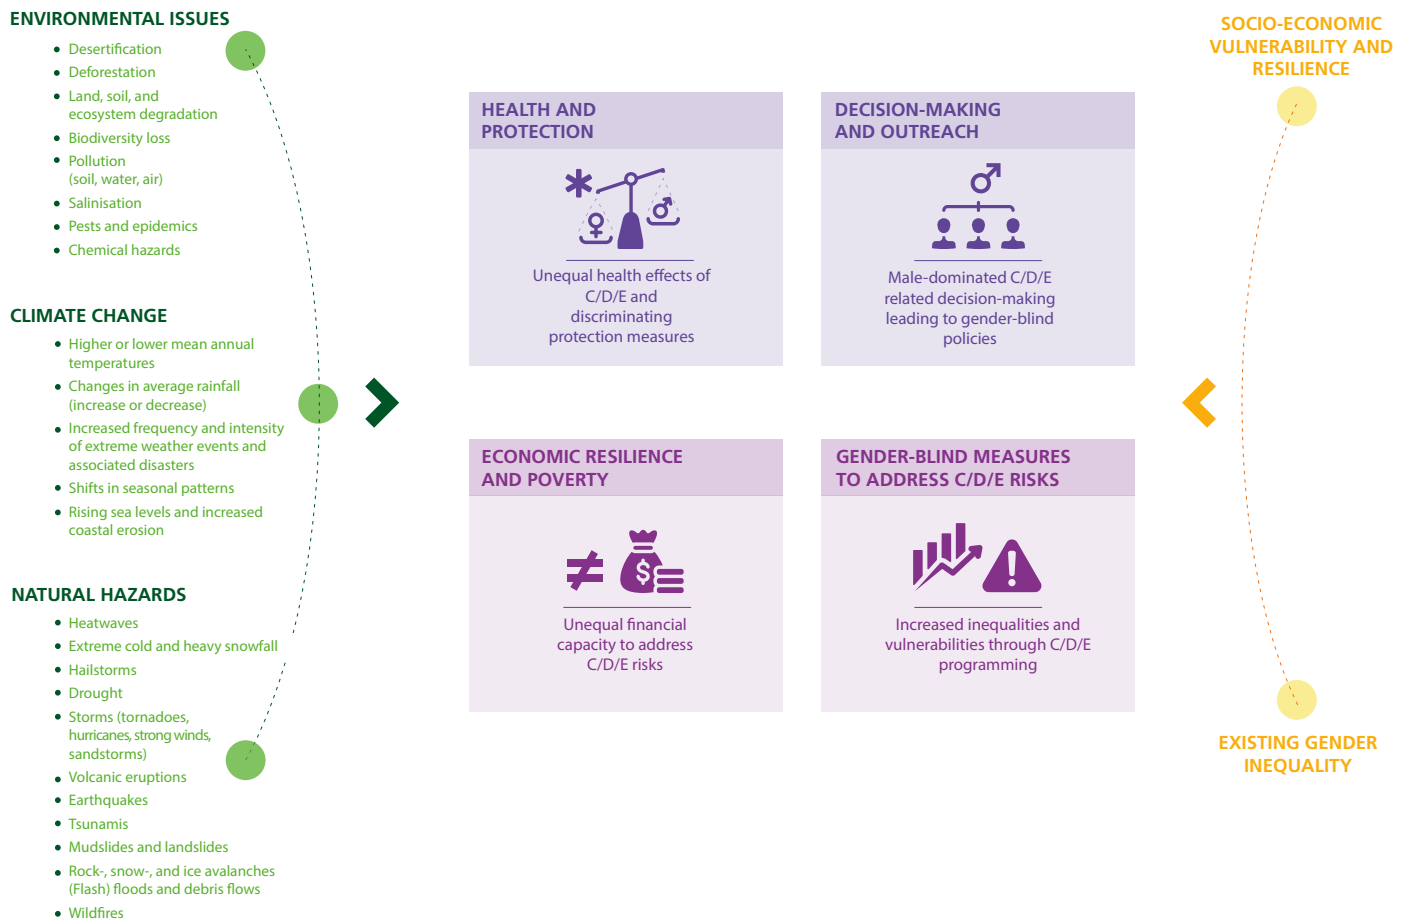 ENVIRONMENTAL ISSUES
• Desertification
• Deforestation
• Land, soil, and
ecosystem degradation
• Biodiversity loss
• Pollution
(soil, water, air)
• Salinisation
• Pests and epidemics
• Chemical hazards
CLIMATE CHANGE
• Higher or lower mean annual
temperatures
• Changes in average rainfall
(increase or decrease)
• Increased frequency and intensity
of extreme weather events and
associated disasters
• Shifts in seasonal patterns
• Rising sea levels and increased
coastal erosion
NATURAL HAZARDS
• Heatwaves
• Extreme cold and heavy snowfall
• Hailstorms
• Drought
• Storms (tornadoes,
hurricanes, strong winds,
sandstorms)
• Volcanic eruptions
• Earthquakes
• Tsunamis
• Mudslides and landslides
• Rock-, snow-, and ice avalanches
(Flash) floods and debris flows
• Wildfires
HEALTH AND
PROTECTION
Unequal health effects of
C/D/E and
discriminating
protection measures
DECISION-MAKING
AND OUTREACH
Male-dominated C/D/E
related decision-making
leading to gender-blind
policies
ECONOMIC RESILIENCE
AND POVERTY
$
Unequal financial
capacity to address
C/D/E risks
GENDER-BLIND MEASURES
TO ADDRESS C/D/E RISKS
Increased inequalities and
vulnerabilities through C/D/E
programming
SOCIO-ECONOMIC
VULNERABILITY AND
RESILIENCE
EXISTING GENDER
INEQUALITY